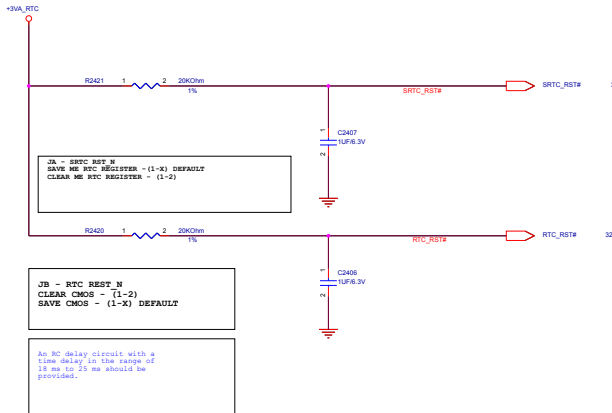 +3VA_RTC
R2421 1 2 20KOhm
1%
SRTC_RST#
SRTC_RST#
1
C2407
1UF/6.3V
2
JA - SRTC RST_N
SAVE ME RTC REGISTER -(1-X) DEFAULT
CLEAR ME RTC REGISTER - (1-2)
R2420 1 2 20KOhm
1%
RTC_RST#
RTC_RST# 32
1
C2406
1UF/6.3V
2
JB - RTC REST_N
CLEAR CMOS - (1-2)
SAVE CMOS - (1-X) DEFAULT
An RC delay circuit with a
time delay in the range of
18 ms to 25 ms should be
provided.